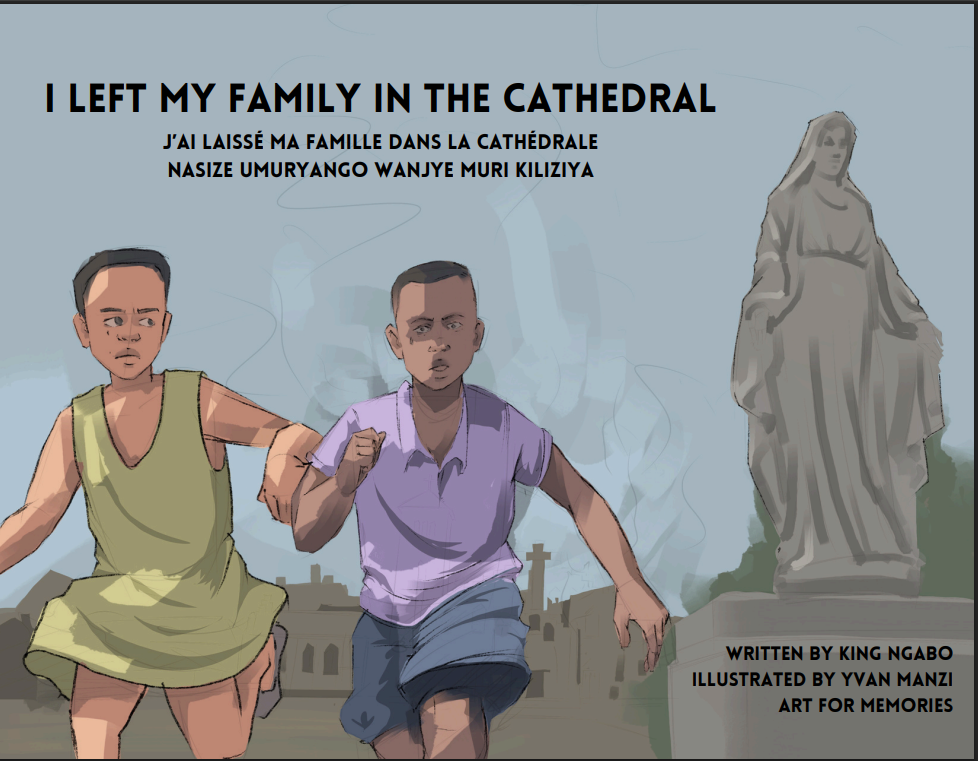 I LEFT MY FAMILY IN THE CATHEDRAL
J'AI LAISSÉ MA FAMILLE DANS LA CATHÉDRALE
NASIZE UMURYANGO WANJYE MURI KILIZIYA
WRITTEN BY KING NGABO
ILLUSTRATED BY YVAN MANZI
ART FOR MEMORIES